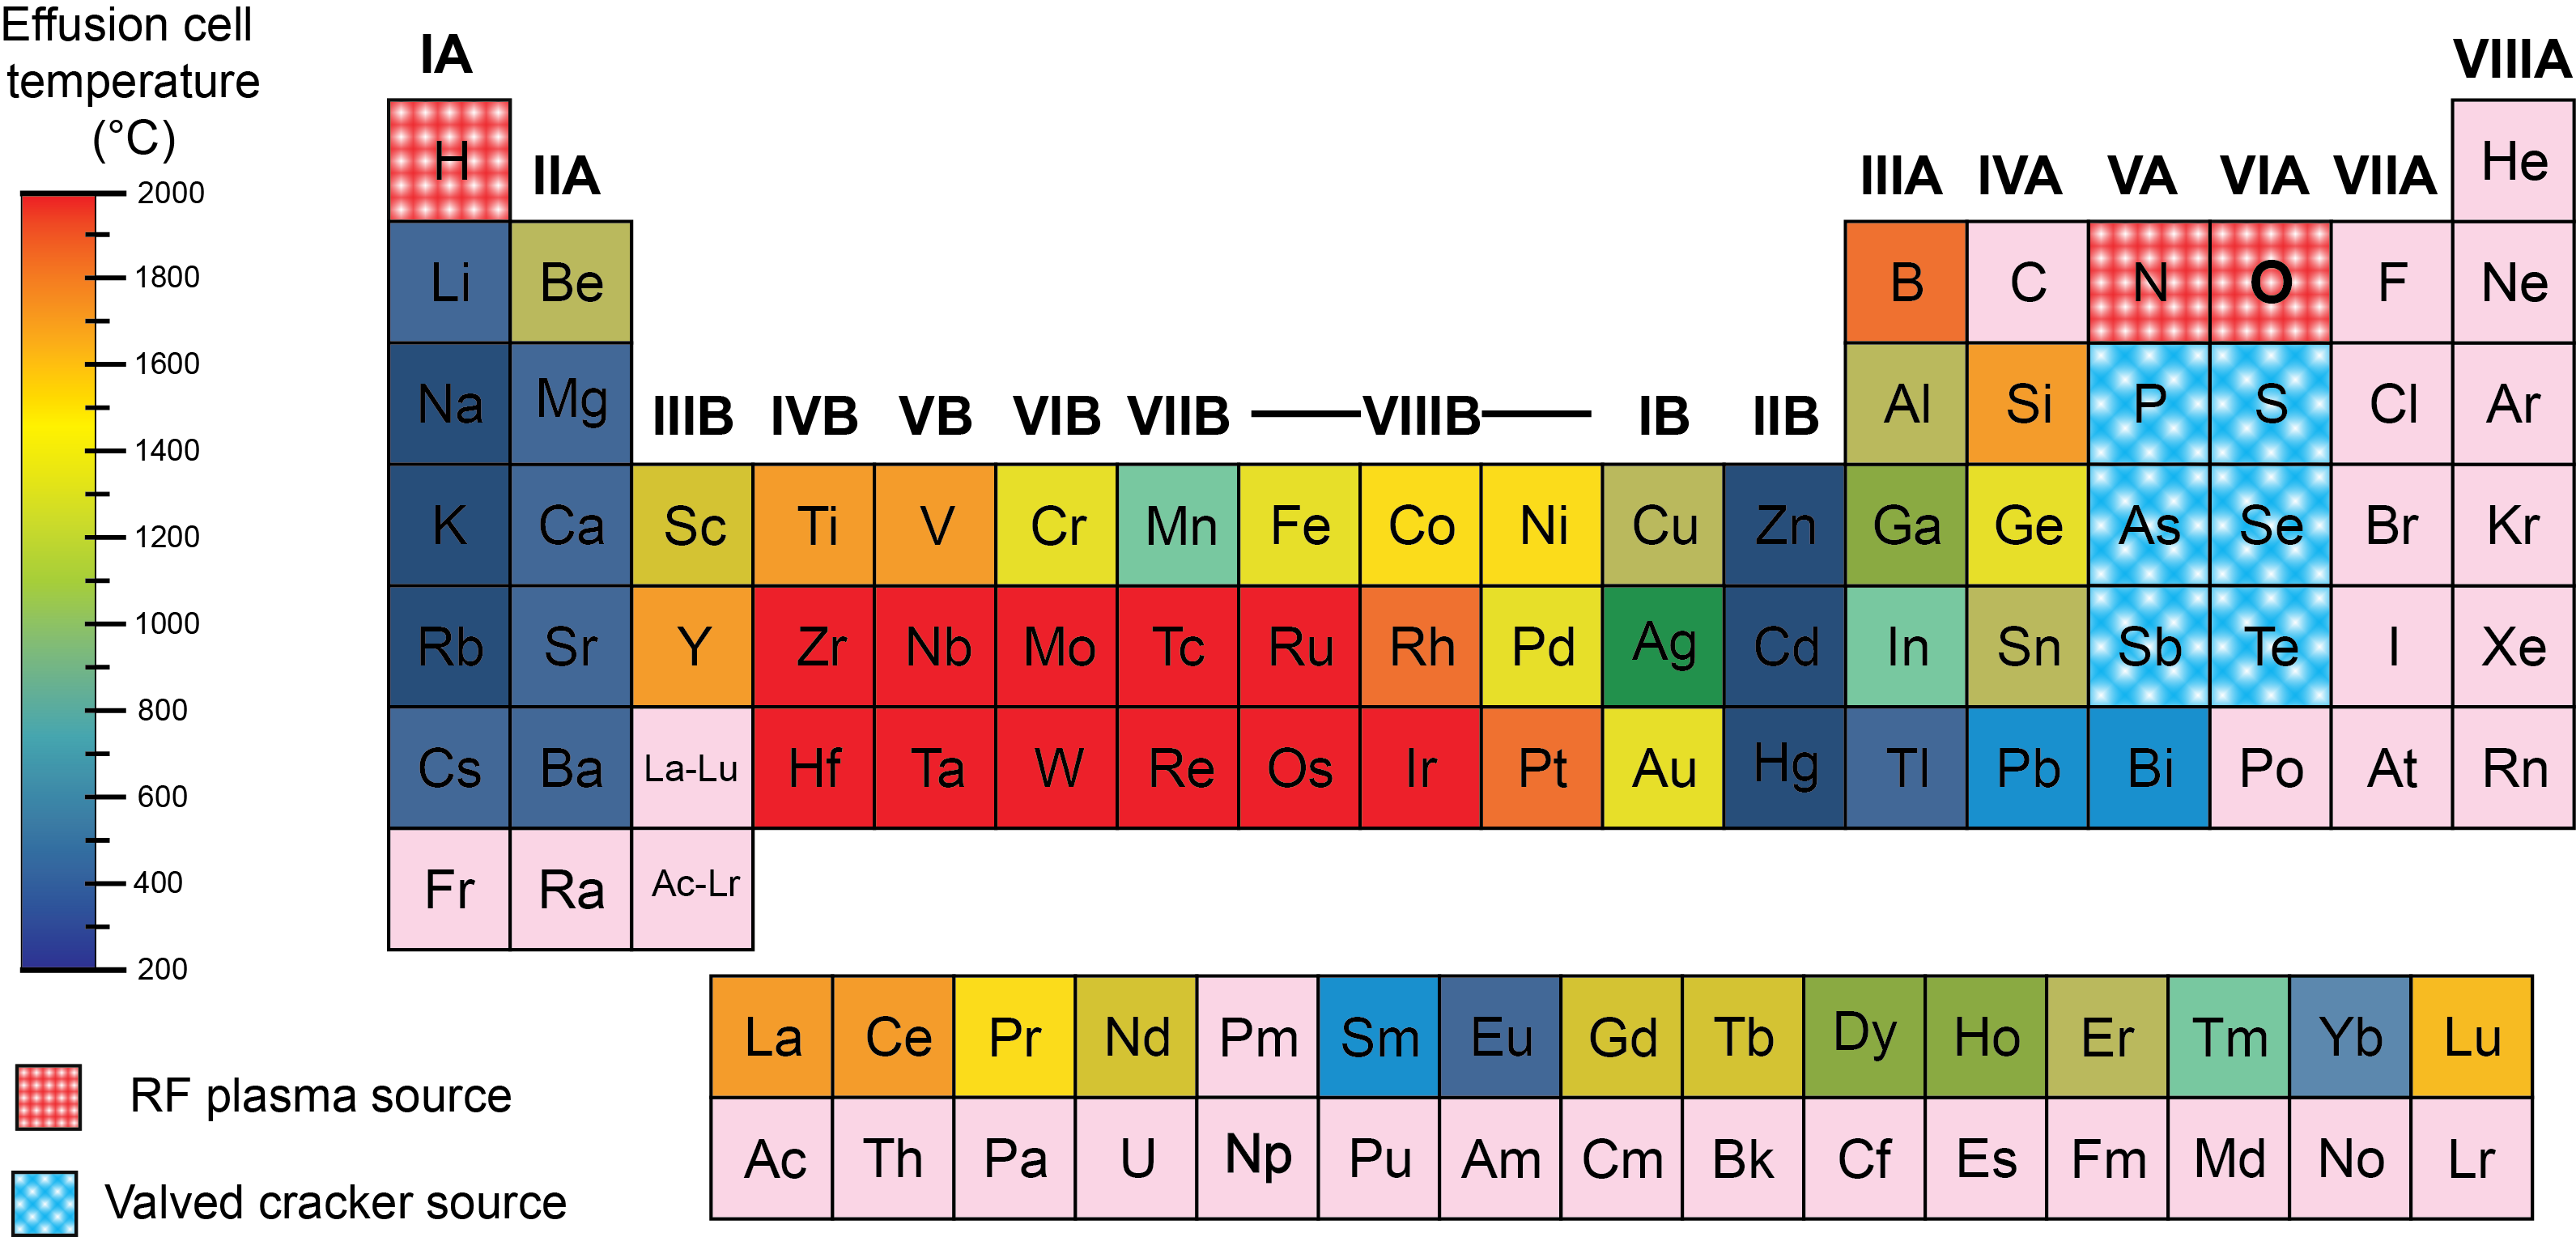 Effusion cell
temperature
(°C)
2000
1800
1600
1400
1200
1000
800
600
400
200
RF plasma source
Valved cracker source
IA VIIIA
H IIA IIIA IVA VA VIA VIIA He
Li Be B C N O F Ne
Na Mg IIIB IVB VB VIB VIIB VIIIB IB IIB Al Si P S Cl Ar
K Ca Sc Ti V Cr Mn Fe Co Ni Cu Zn Ga Ge As Se Br Kr
Rb Sr Y Zr Nb Mo Tc Ru Rh Pd Ag Cd In Sn Sb Te I Xe
Cs Ba La-Lu Hf Ta W Re Os Ir Pt Au Hg Tl Pb Bi Po At Rn
Fr Ra Ac-Lr
La Ce Pr Nd Pm Sm Eu Gd Tb Dy Ho Er Tm Yb Lu
Ac Th Pa U Np Pu Am Cm Bk Cf Es Fm Md No Lr